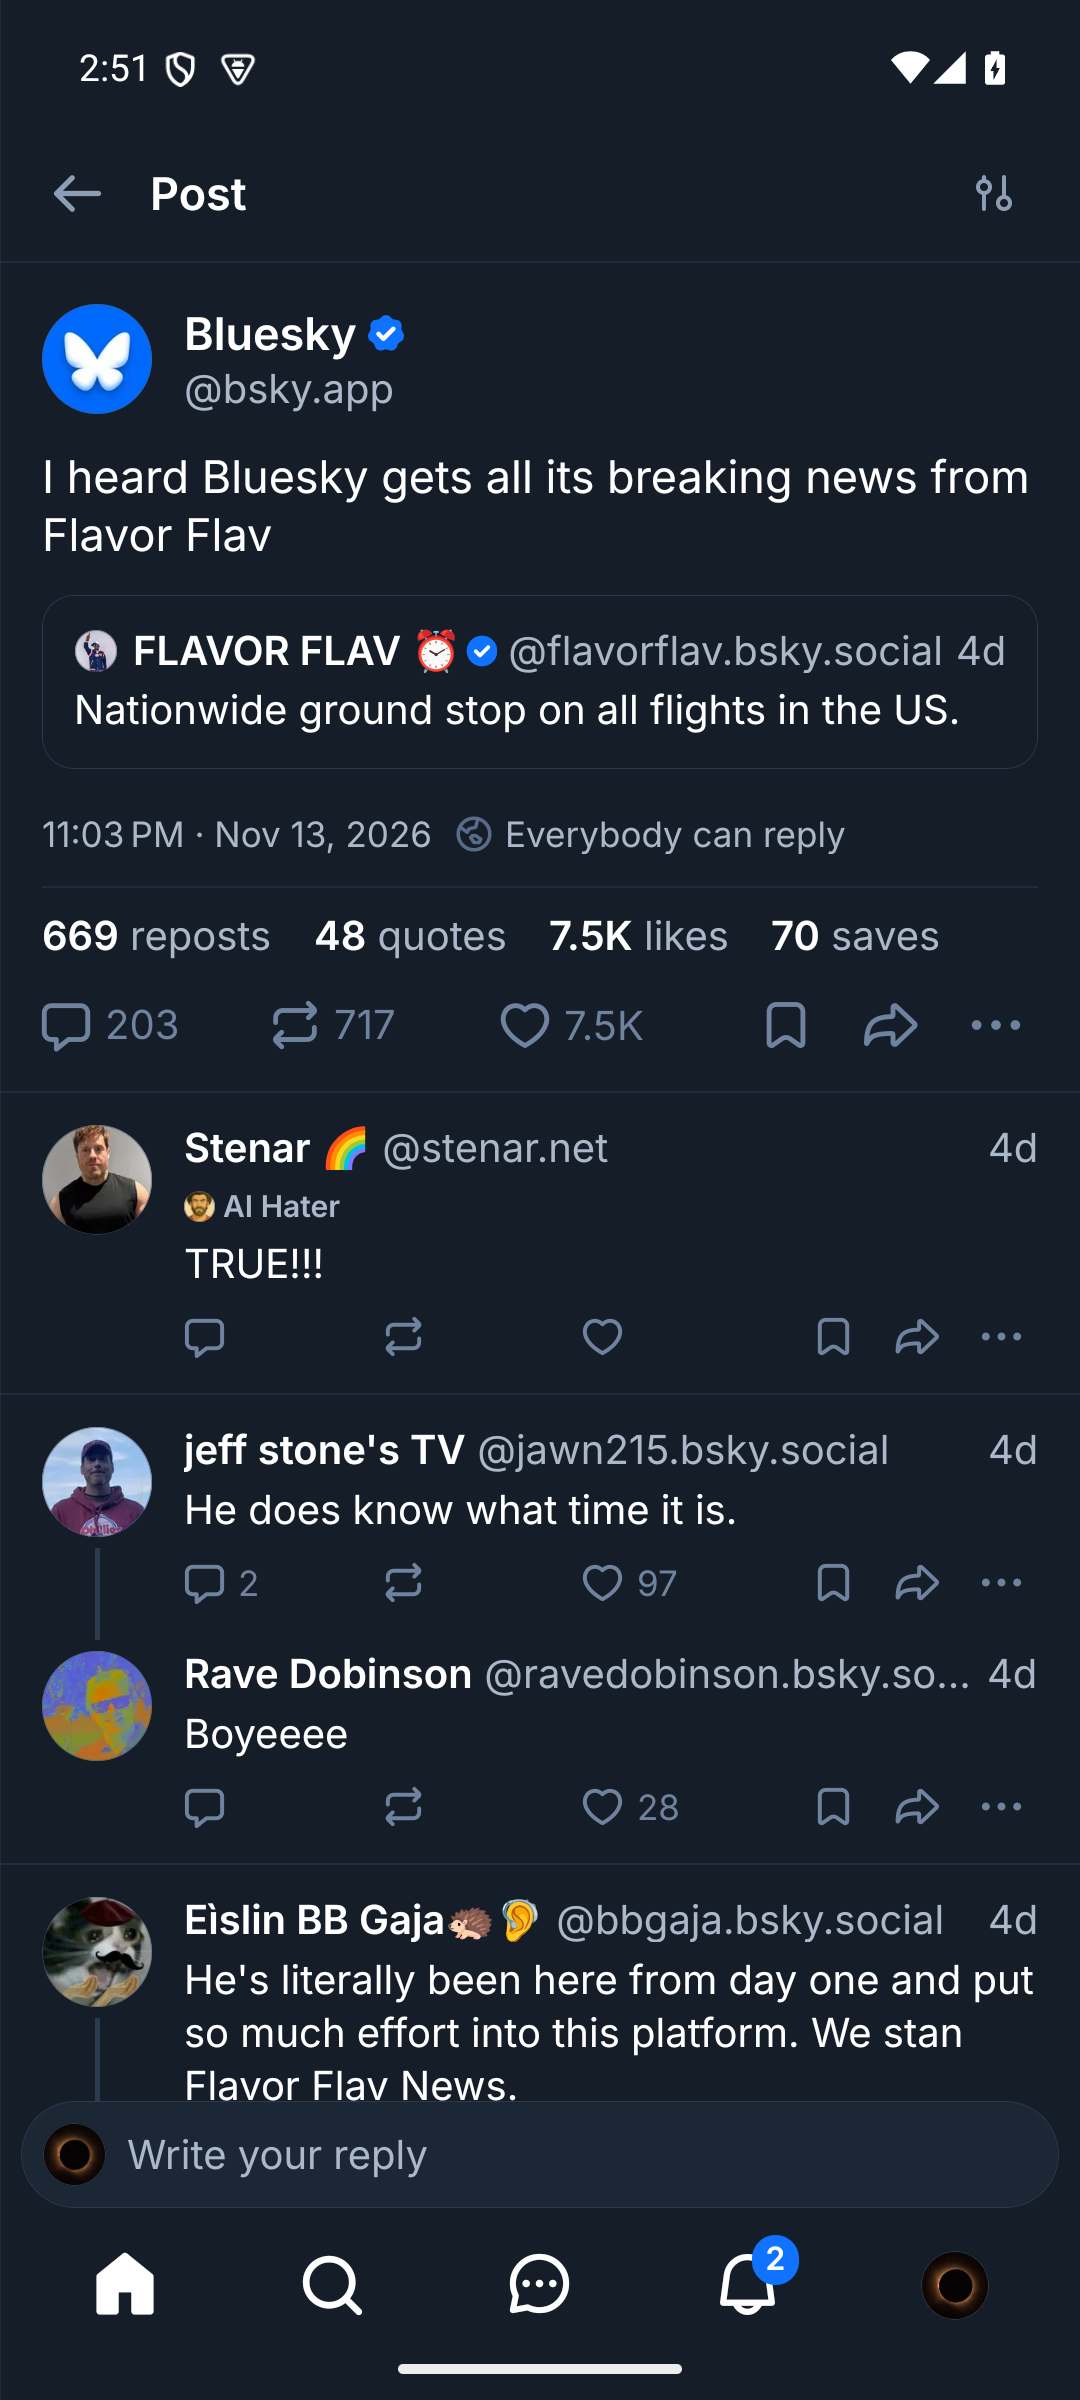 2:51
Post
Bluesky
@bsky.app
I heard Bluesky gets all its breaking news from
Flavor Flav
FLAVOR FLAV ⏰ @flavorflav.bsky.social 4d
Nationwide ground stop on all flights in the US.
11:03 PM · Nov 13, 2026 Everybody can reply
669 reposts 48 quotes 7.5K likes 70 saves
203 717 7.5K
Stenar 🌈 @stenar.net 4d
AI Hater
TRUE!!!
jeff stone's TV @jawn215.bsky.social 4d
He does know what time it is.
2 97
Rave Dobinson @ravedobinson.bsky.so... 4d
Boyeeee
28
Eìslin BB Gaja🦔🦻 @bbgaja.bsky.social 4d
He's literally been here from day one and put
so much effort into this platform. We stan
Flavor Flav News.
Write your reply
2